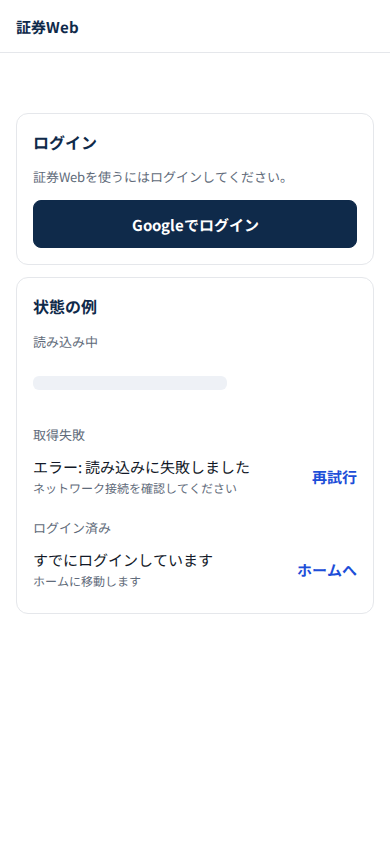 証券Web
ログイン
証券Webを使うにはログインしてください。
Googleでログイン
状態の例
読み込み中
取得失敗
エラー: 読み込みに失敗しました
ネットワーク接続を確認してください
再試行
ログイン済み
すでにログインしています
ホームに移動します
ホームへ